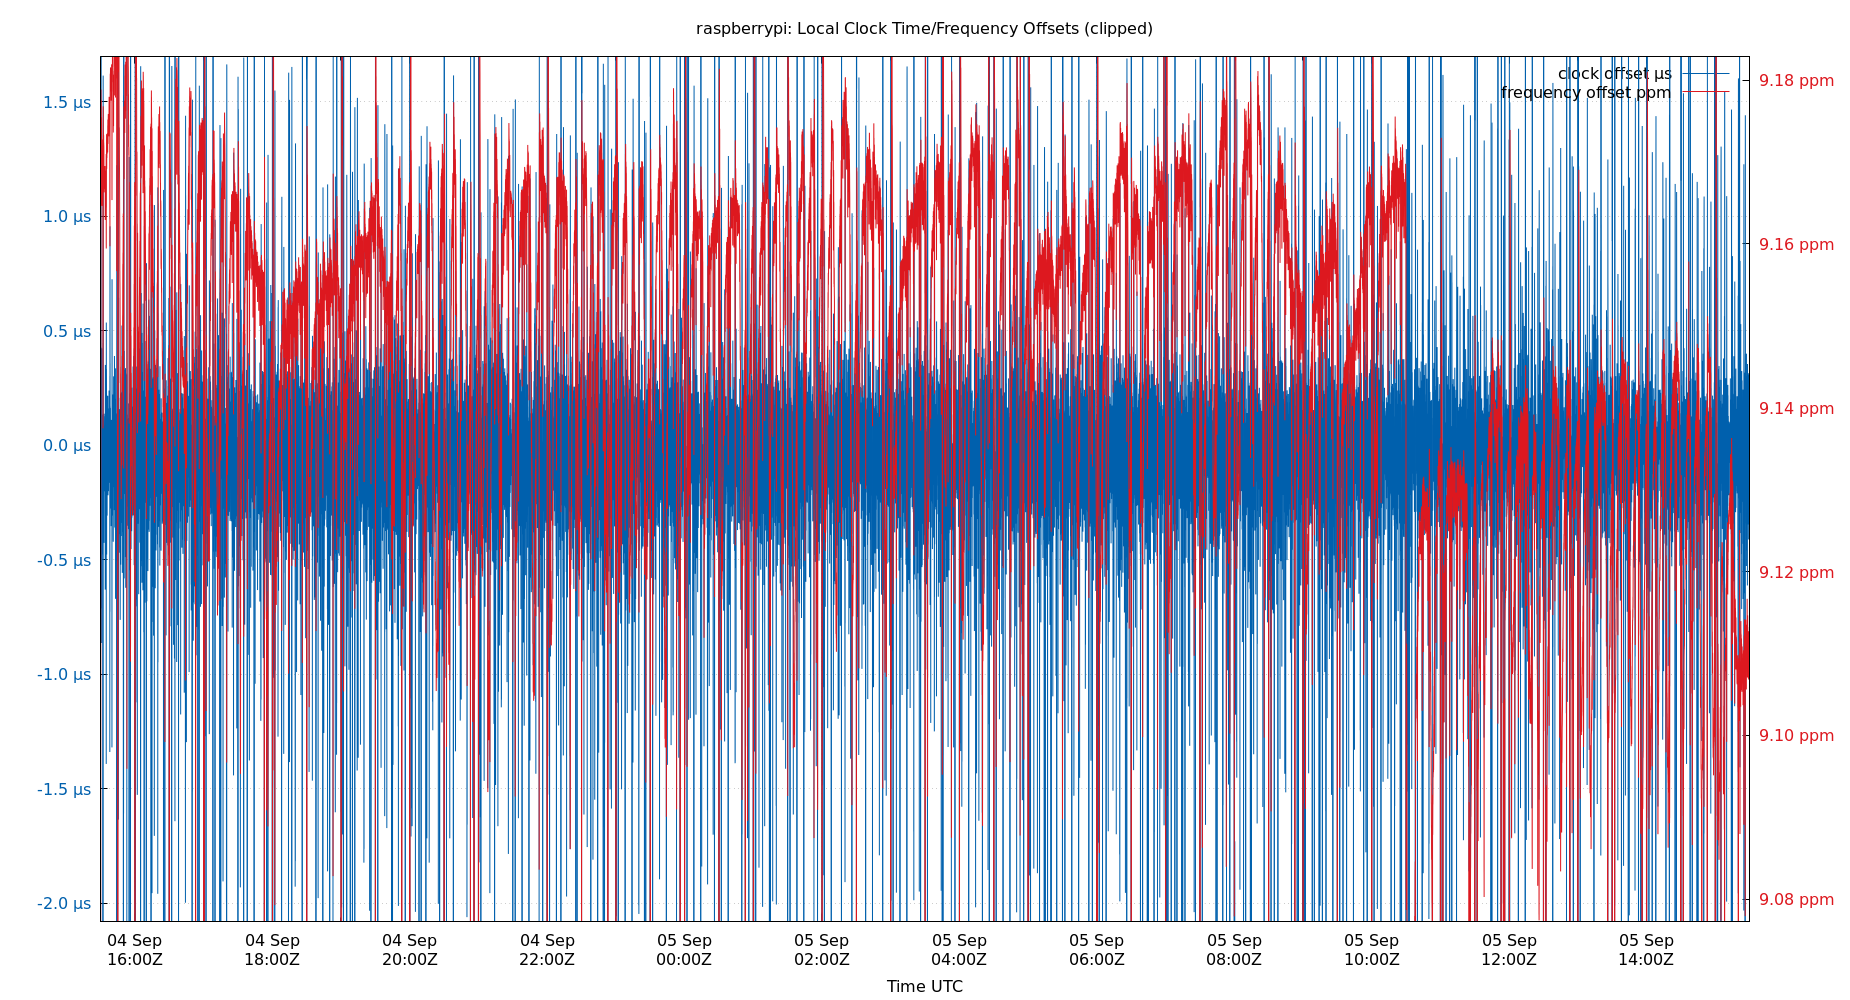 raspberrypi: Local Clock Time/Frequency Offsets (clipped)
clock offset µs
frequency offset ppm
1.5 µs
1.0 µs
0.5 µs
0.0 µs
-0.5 µs
-1.0 µs
-1.5 µs
-2.0 µs
9.18 ppm
9.16 ppm
9.14 ppm
9.12 ppm
9.10 ppm
9.08 ppm
04 Sep 04 Sep 04 Sep 04 Sep 05 Sep 05 Sep 05 Sep 05 Sep 05 Sep 05 Sep 05 Sep 05 Sep
16:00Z 18:00Z 20:00Z 22:00Z 00:00Z 02:00Z 04:00Z 06:00Z 08:00Z 10:00Z 12:00Z 14:00Z
Time UTC